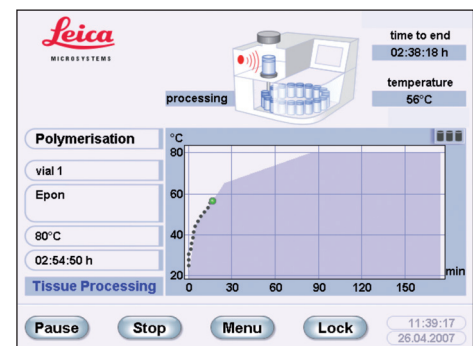 Leica
MICROSYSTEMS
time to end
02:38:18 h
temperature
56°C
processing
Polymerisation
vial 1
Epon
80°C
02:54:50 h
Tissue Processing
°C
80
60
40
20
0 30 60 90 120 150
min
Pause Stop Menu Lock
11:39:17
26.04.2007